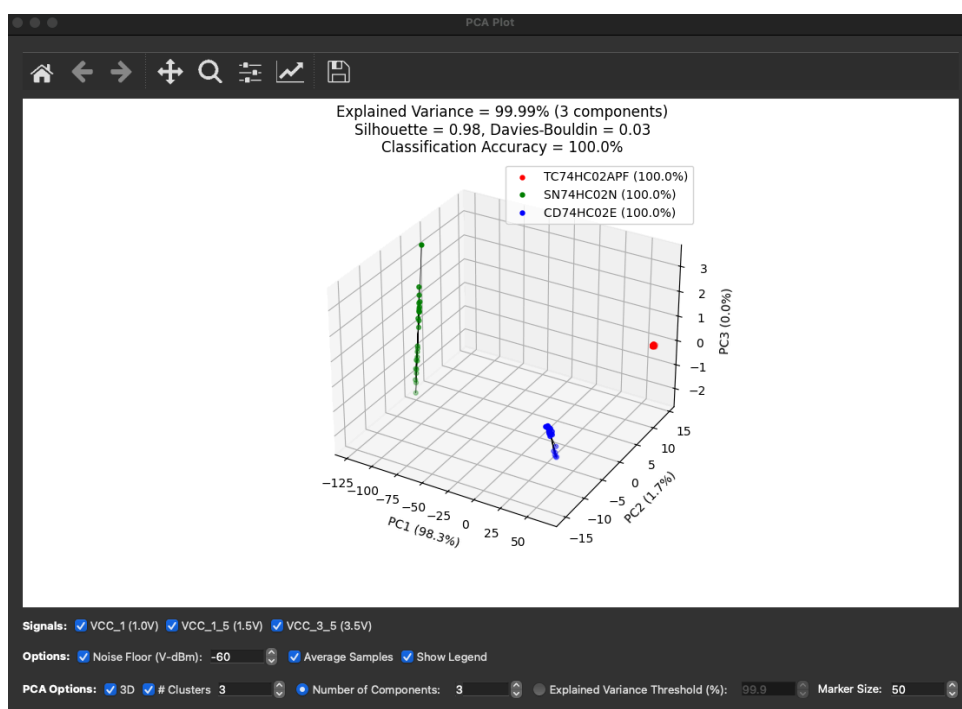 PCA Plot
Explained Variance = 99.99% (3 components)
Silhouette = 0.98, Davies-Bouldin = 0.03
Classification Accuracy = 100.0%
TC74HC02APF (100.0%)
SN74HC02N (100.0%)
CD74HC02E (100.0%)
3
2
1
0
−1
−2
PC3 (0.0%)
15
10
5
0
−5
−10
−15
PC2 (1.7%)
−125
−100
−75
−50
−25
0
25
50
PC1 (98.3%)
Signals: VCC_1 (1.0V) VCC_1_5 (1.5V) VCC_3_5 (3.5V)
Options: Noise Floor (V-dBm): -60 Average Samples Show Legend
PCA Options: 3D # Clusters 3 Number of Components: 3 Explained Variance Threshold (%): 99.9 Marker Size: 50